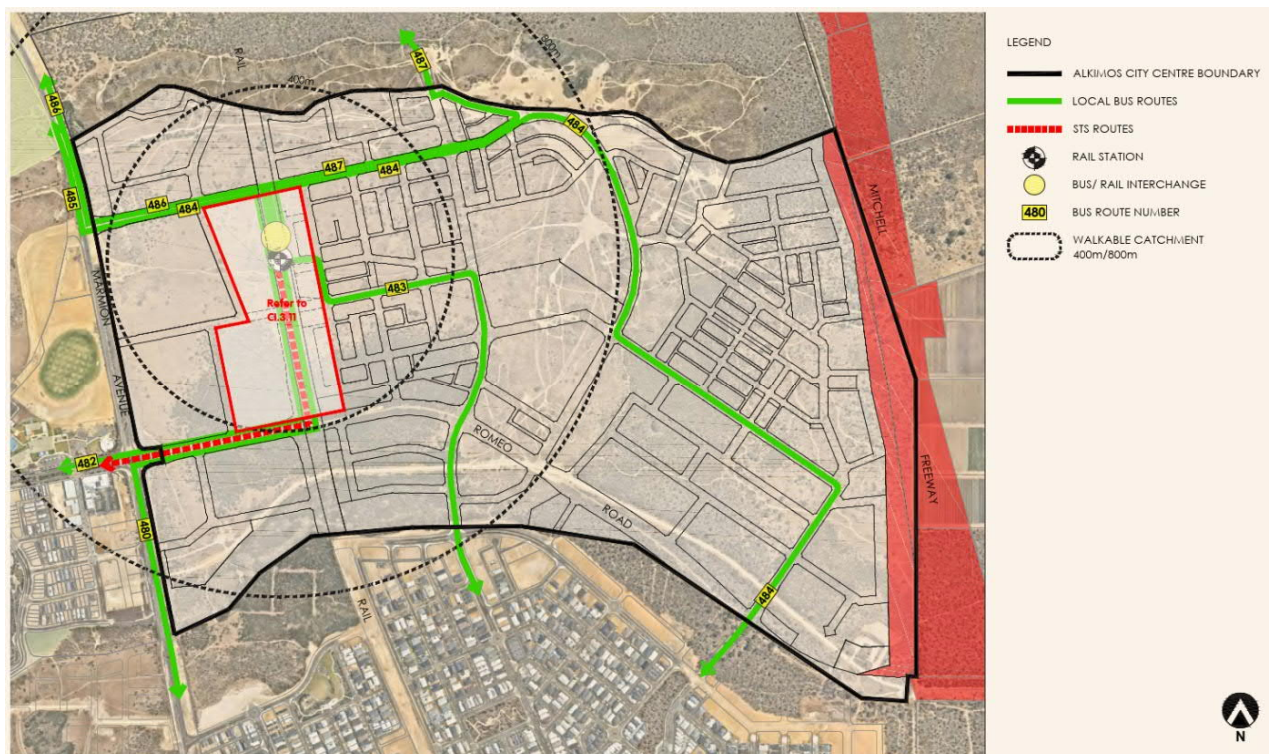 RAIL
400m
800m
487
484
486
487
484
486
484
485
MARMION
AVENUE
MITCHELL
FREEWAY
483
Refer to
Cl.3.11
ROMEO
ROAD
482
480
484
RAIL
LEGEND
ALKIMOS CITY CENTRE BOUNDARY
LOCAL BUS ROUTES
STS ROUTES
RAIL STATION
BUS/ RAIL INTERCHANGE
480
BUS ROUTE NUMBER
WALKABLE CATCHMENT
400m/800m
N